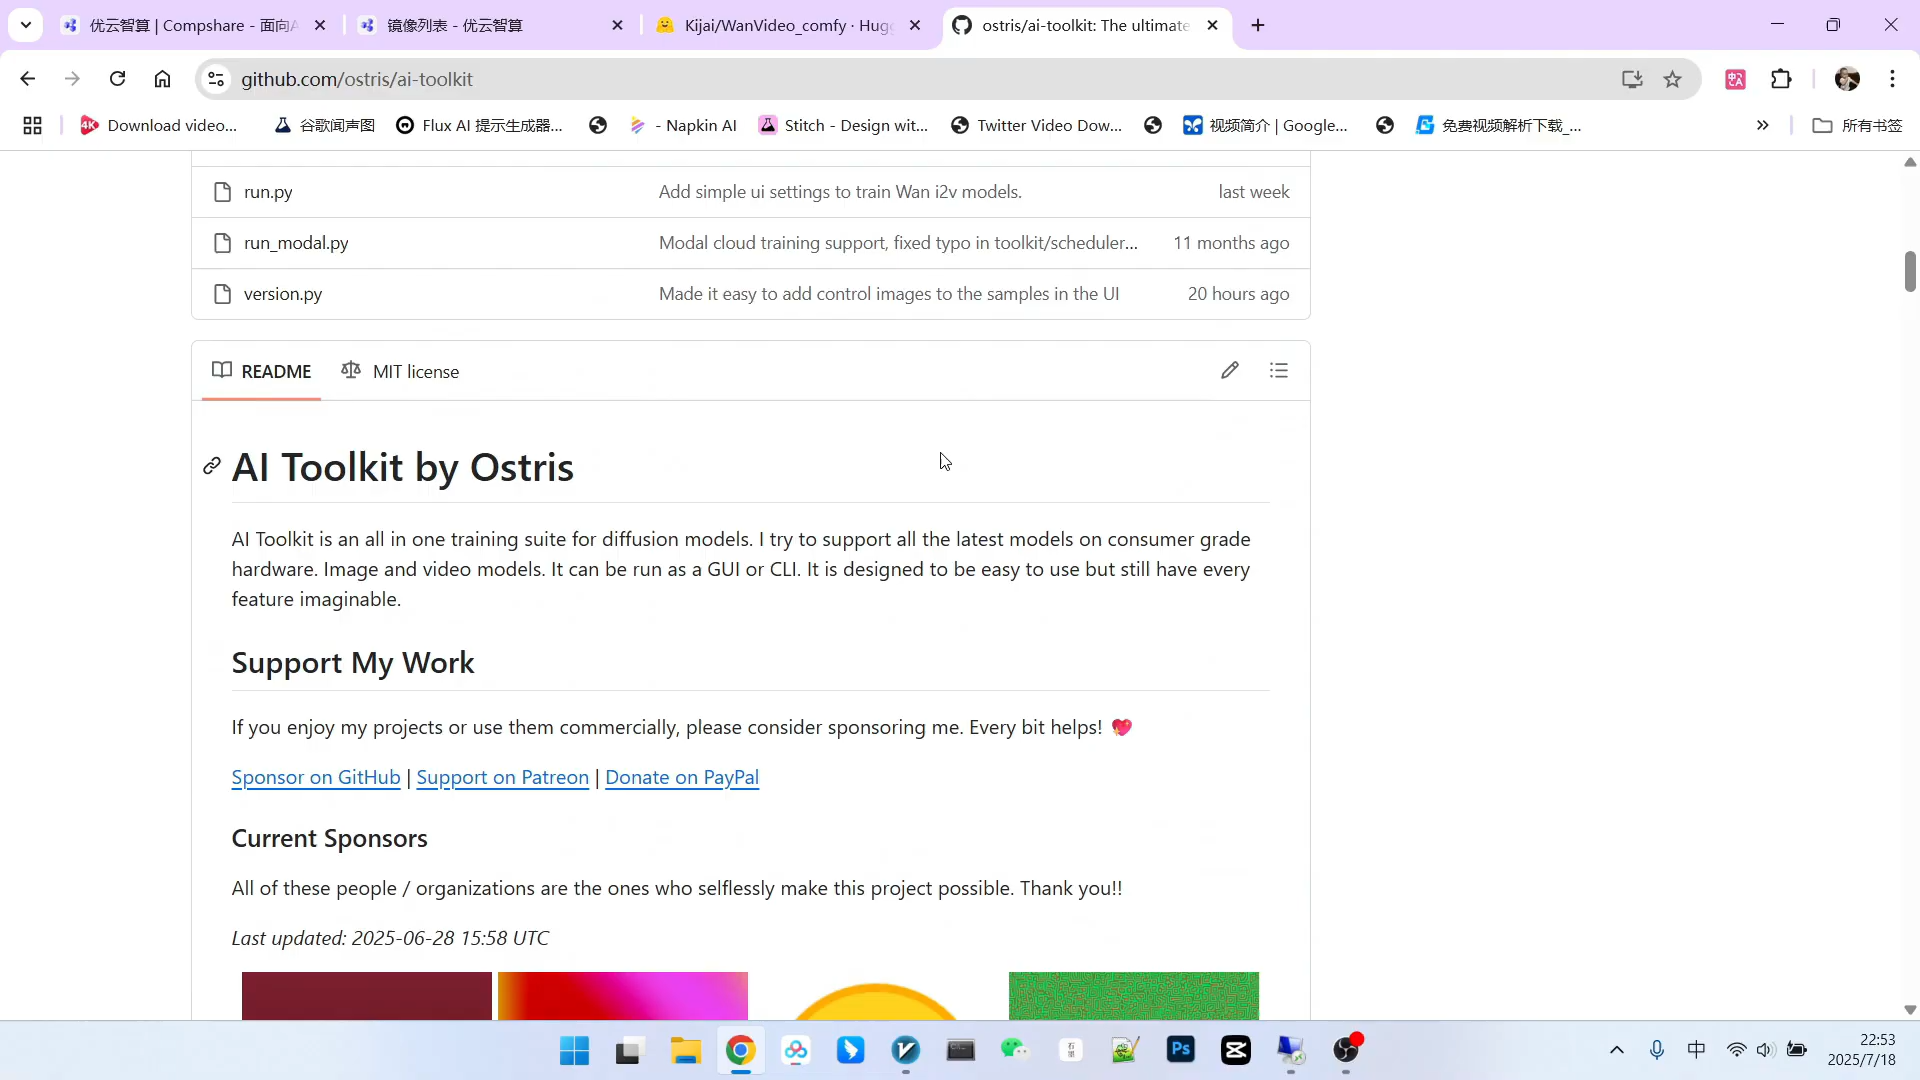 优云智算 | Compshare - 面向A
镜像列表 - 优云智算
Kijai/WanVideo_comfy · Hugg
ostris/ai-toolkit: The ultimate
github.com/ostris/ai-toolkit
Download video...
谷歌闻声图
Flux AI 提示生成器...
- Napkin AI
Stitch - Design wit...
Twitter Video Dow...
视频简介 | Google...
免费视频解析下载_...
所有书签
run.py
Add simple ui settings to train Wan i2v models.
last week
run_modal.py
Modal cloud training support, fixed typo in toolkit/scheduler...
11 months ago
version.py
Made it easy to add control images to the samples in the UI
20 hours ago
README
MIT license
AI Toolkit by Ostris
AI Toolkit is an all in one training suite for diffusion models. I try to support all the latest models on consumer grade
hardware. Image and video models. It can be run as a GUI or CLI. It is designed to be easy to use but still have every
feature imaginable.
Support My Work
If you enjoy my projects or use them commercially, please consider sponsoring me. Every bit helps! 💖
Sponsor on GitHub | Support on Patreon | Donate on PayPal
Current Sponsors
All of these people / organizations are the ones who selflessly make this project possible. Thank you!!
Last updated: 2025-06-28 15:58 UTC
石墨
Ps
中
22:53
2025/7/18